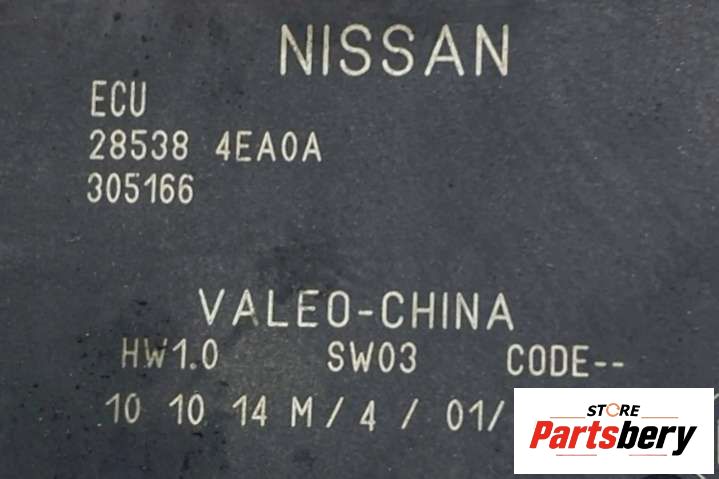 NISSAN
ECU
28538 4EA0A
305166
VALEO-CHINA
HW1.0 SW03 CODE--
10 10 14 M/ 4 / 01/
STORE
Partsbery